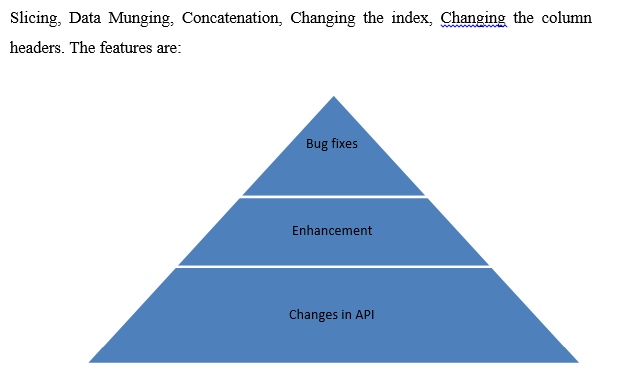 Slicing, Data Munging, Concatenation, Changing the index, Changing the column
headers. The features are:
Bug fixes
Enhancement
Changes in API